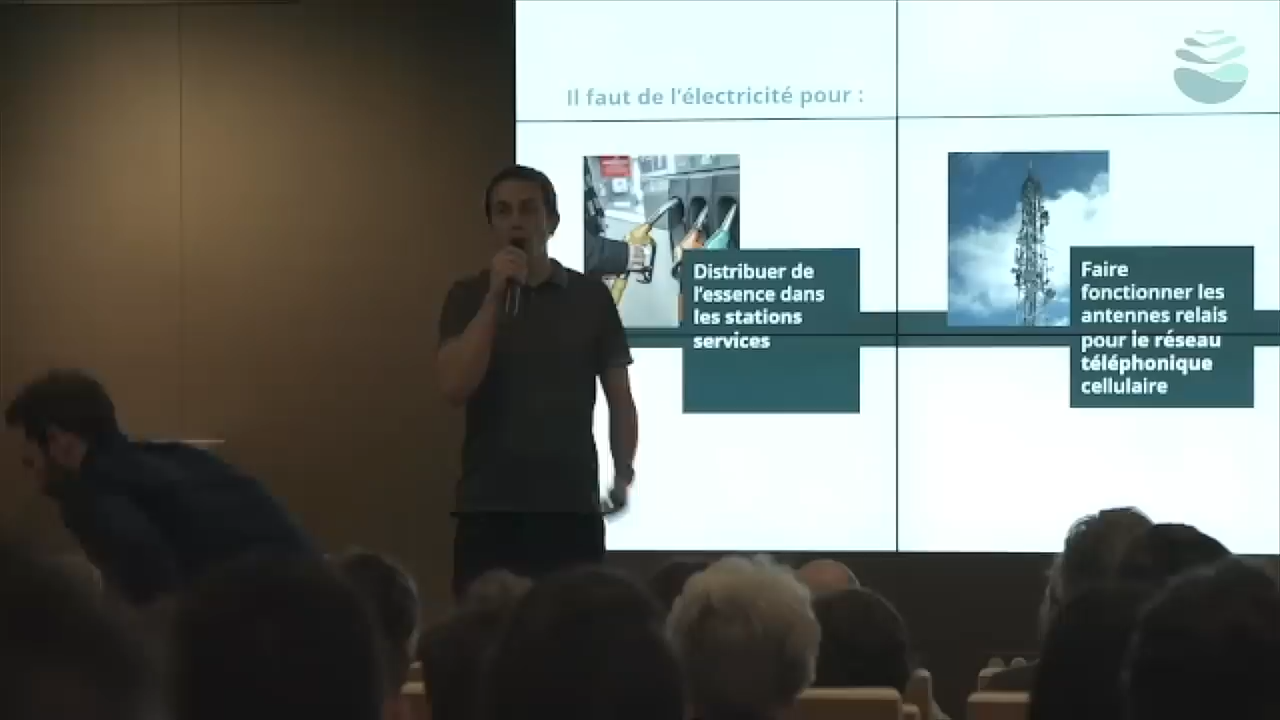 Il faut de l'électricité pour :
Distribuer de
l'essence dans
les stations
services
Faire
fonctionner les
antennes relais
pour le réseau
téléphonique
cellulaire